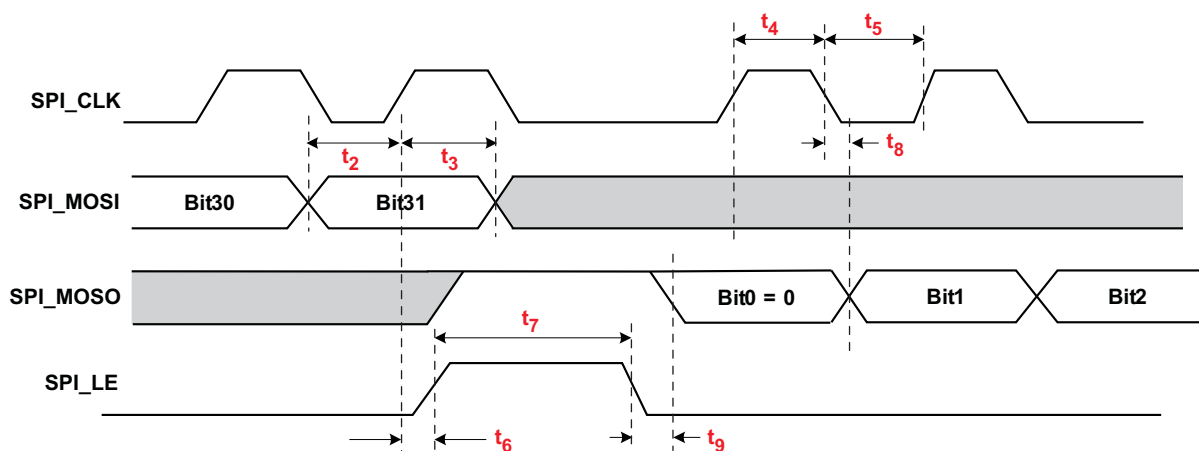 t4
t5
SPI_CLK
t2
t3
t8
SPI_MOSI
Bit30
Bit31
SPI_MOSO
Bit0 = 0
Bit1
Bit2
t7
SPI_LE
t6
t9